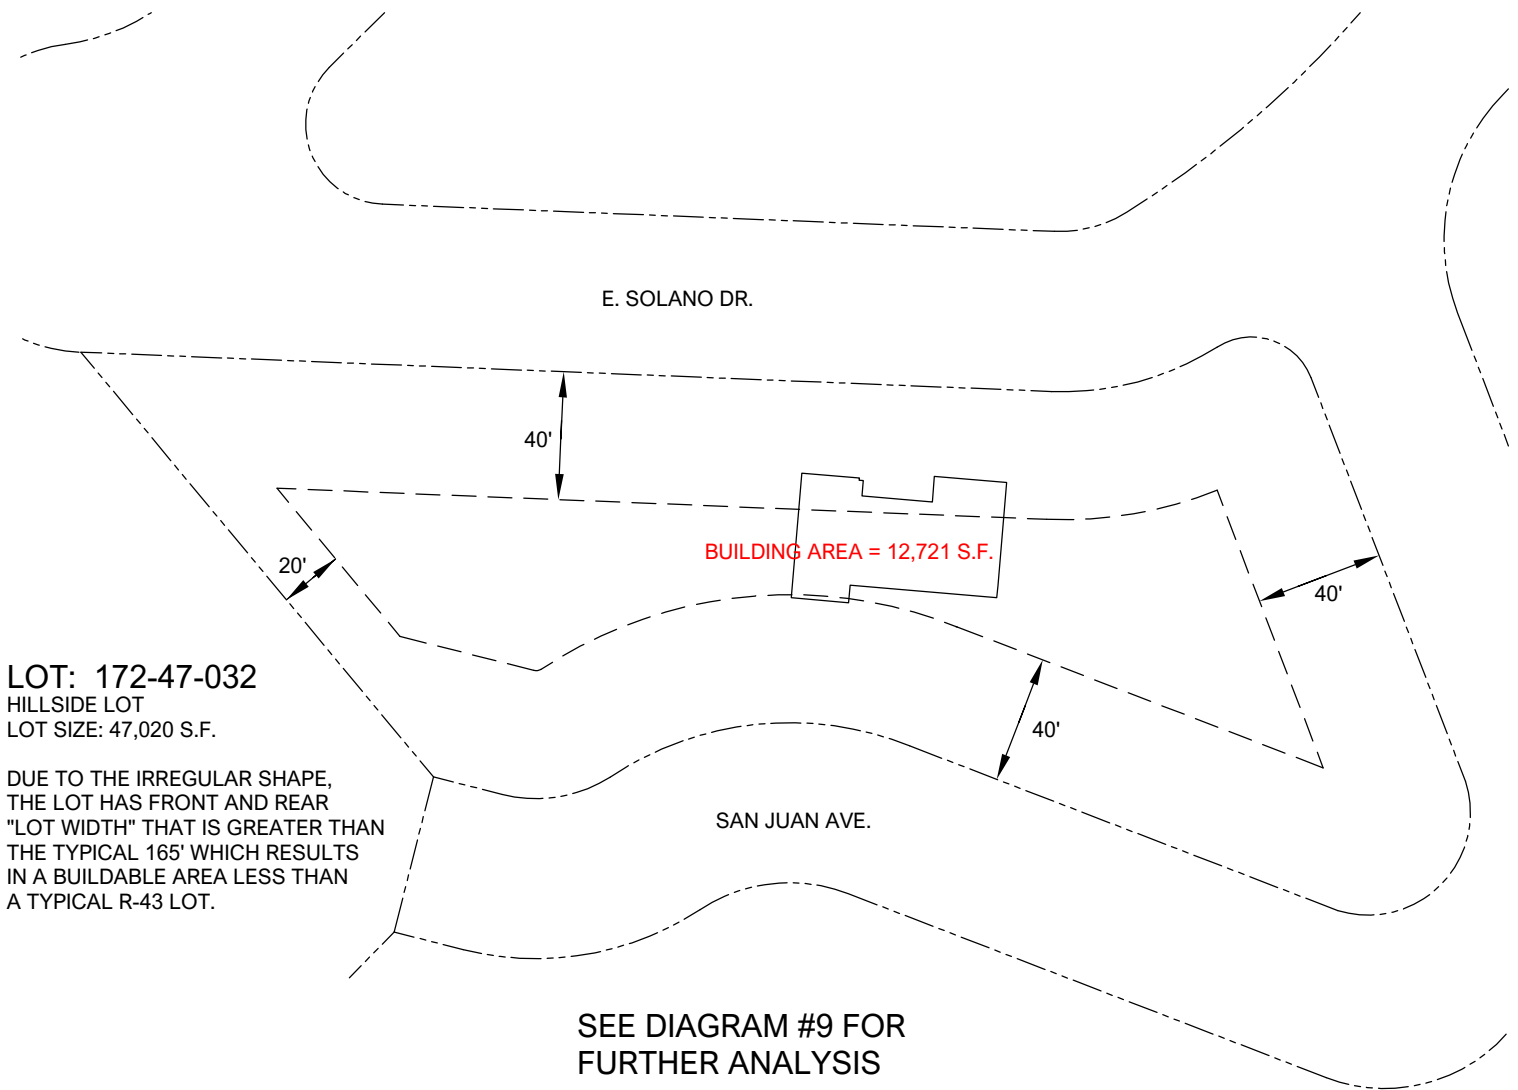 E. SOLANO DR.
40'
BUILDING AREA = 12,721 S.F.
20'
40'
LOT: 172-47-032
HILLSIDE LOT
LOT SIZE: 47,020 S.F.
40'
DUE TO THE IRREGULAR SHAPE,
THE LOT HAS FRONT AND REAR
"LOT WIDTH" THAT IS GREATER THAN
THE TYPICAL 165' WHICH RESULTS
IN A BUILDABLE AREA LESS THAN
A TYPICAL R-43 LOT.
SAN JUAN AVE.
SEE DIAGRAM #9 FOR
FURTHER ANALYSIS